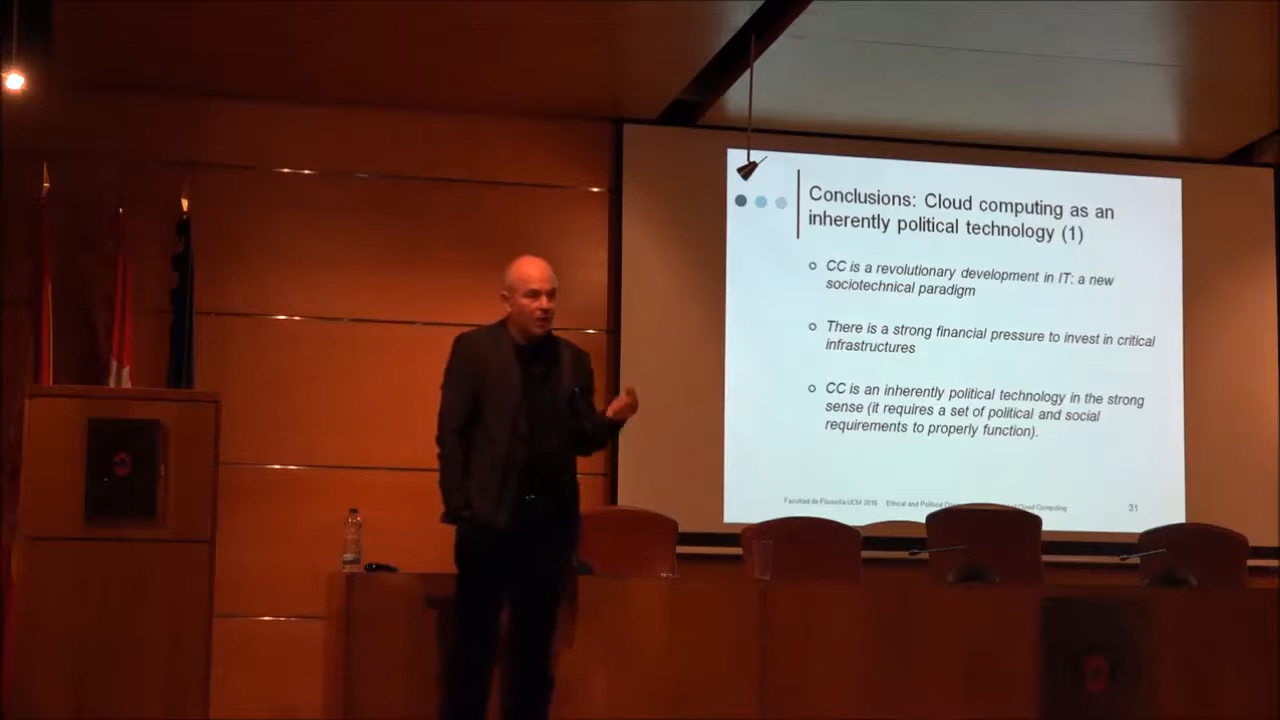 Conclusions: Cloud computing as an
inherently political technology (1)
CC is a revolutionary development in IT: a new
sociotechnical paradigm
There is a strong financial pressure to invest in critical
infrastructures
CC is an inherently political technology in the strong
sense (it requires a set of political and social
requirements to properly function).
Facultad de Filosofía UCM 2016 Ethical and Political Cloud Computing
31